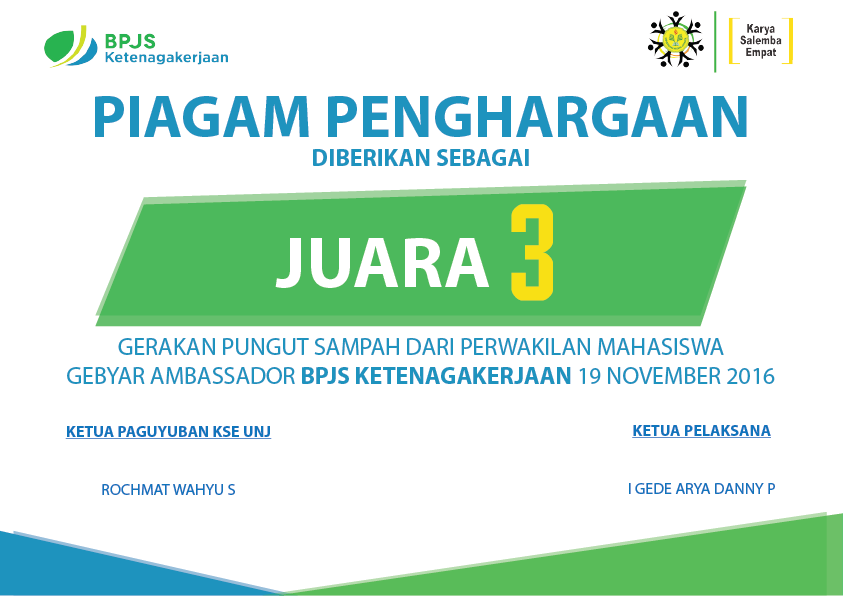 BPJS
Ketenagakerjaan
Karya
Salemba
Empat
PIAGAM PENGHARGAAN
DIBERIKAN SEBAGAI
JUARA 3
GERAKAN PUNGUT SAMPAH DARI PERWAKILAN MAHASISWA
GEBYAR AMBASSADOR BPJS KETENAGAKERJAAN 19 NOVEMBER 2016
KETUA PAGUYUBAN KSE UNJ
KETUA PELAKSANA
ROCHMAT WAHYU S
I GEDE ARYA DANNY P